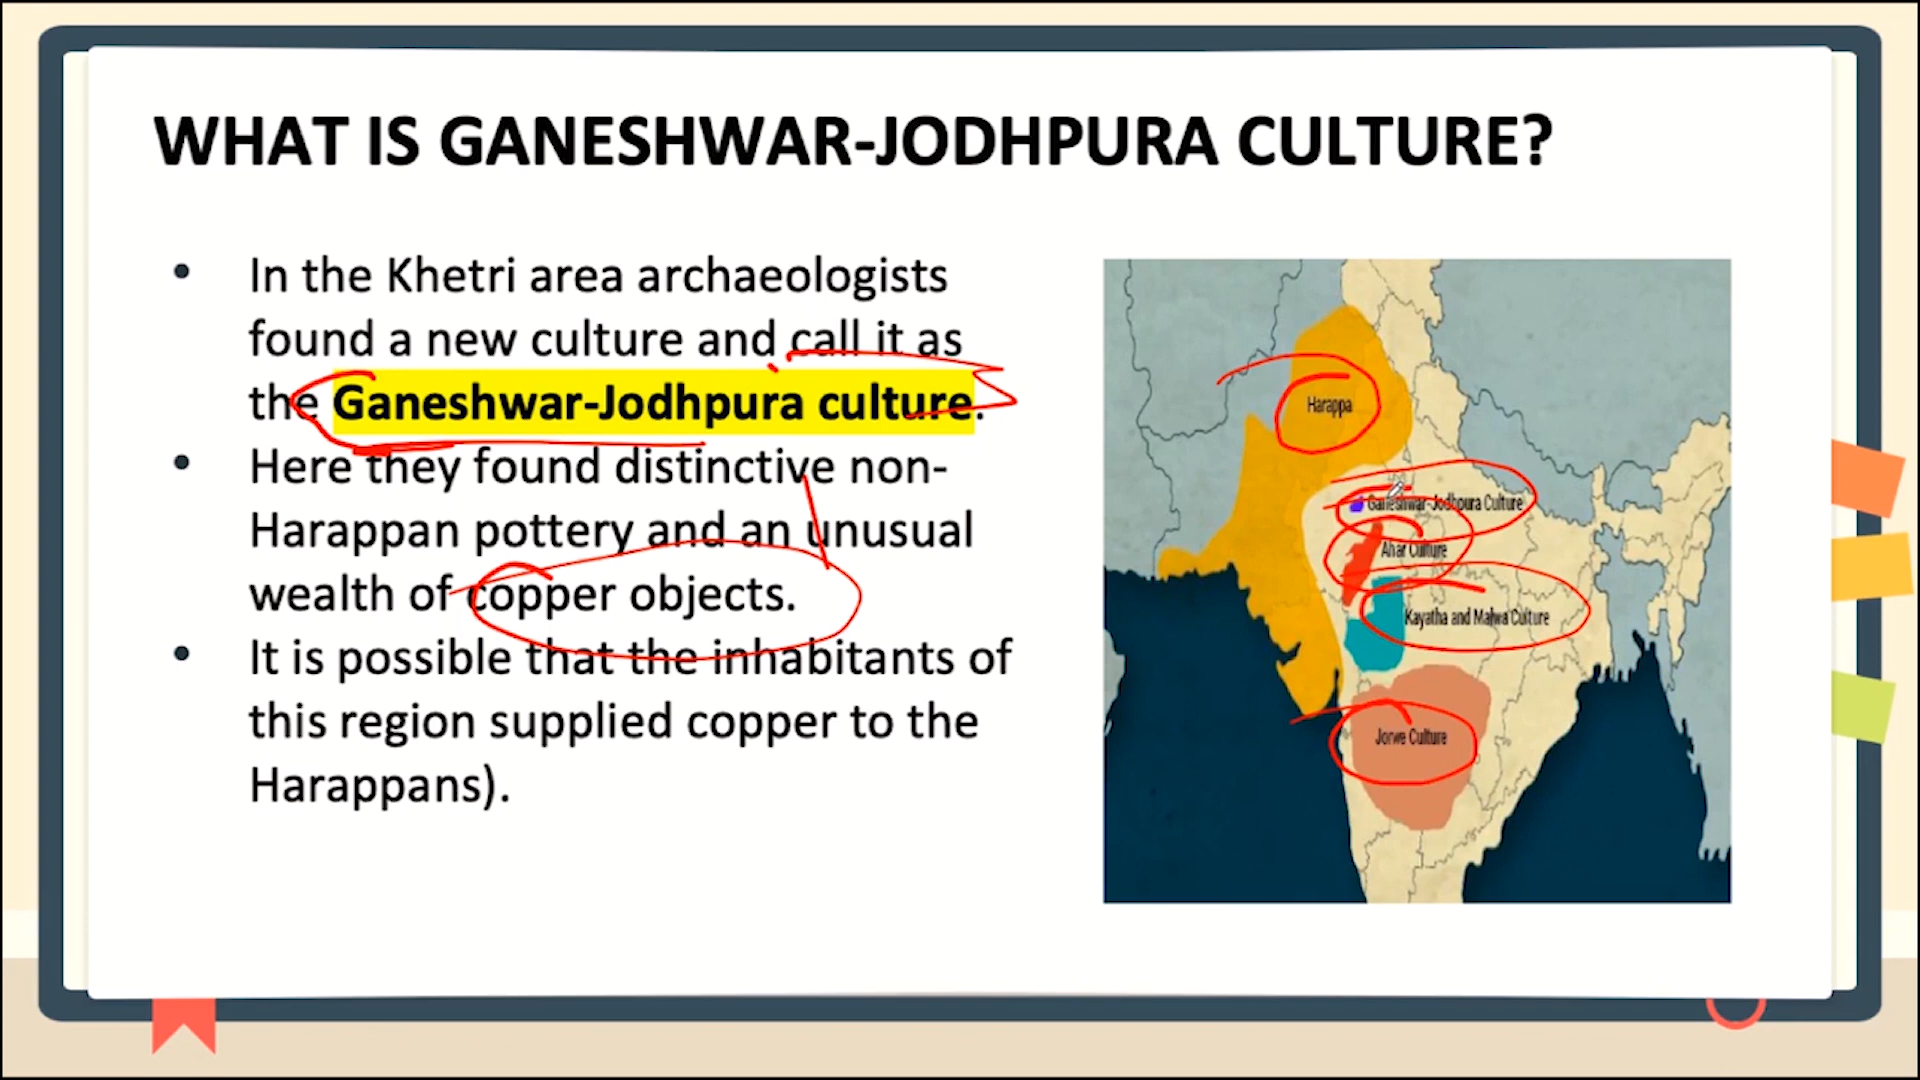 WHAT IS GANESHWAR-JODHPURA CULTURE?
• In the Khetri area archaeologists
found a new culture and call it as
the Ganeshwar-Jodhpura culture.
• Here they found distinctive non-
Harappan pottery and an unusual
wealth of copper objects.
• It is possible that the inhabitants of
this region supplied copper to the
Harappans).
Harappa
Ganeshwar-Jodhpura Culture
Ahar Culture
Kayatha and Malwa Culture
Jorwe Culture